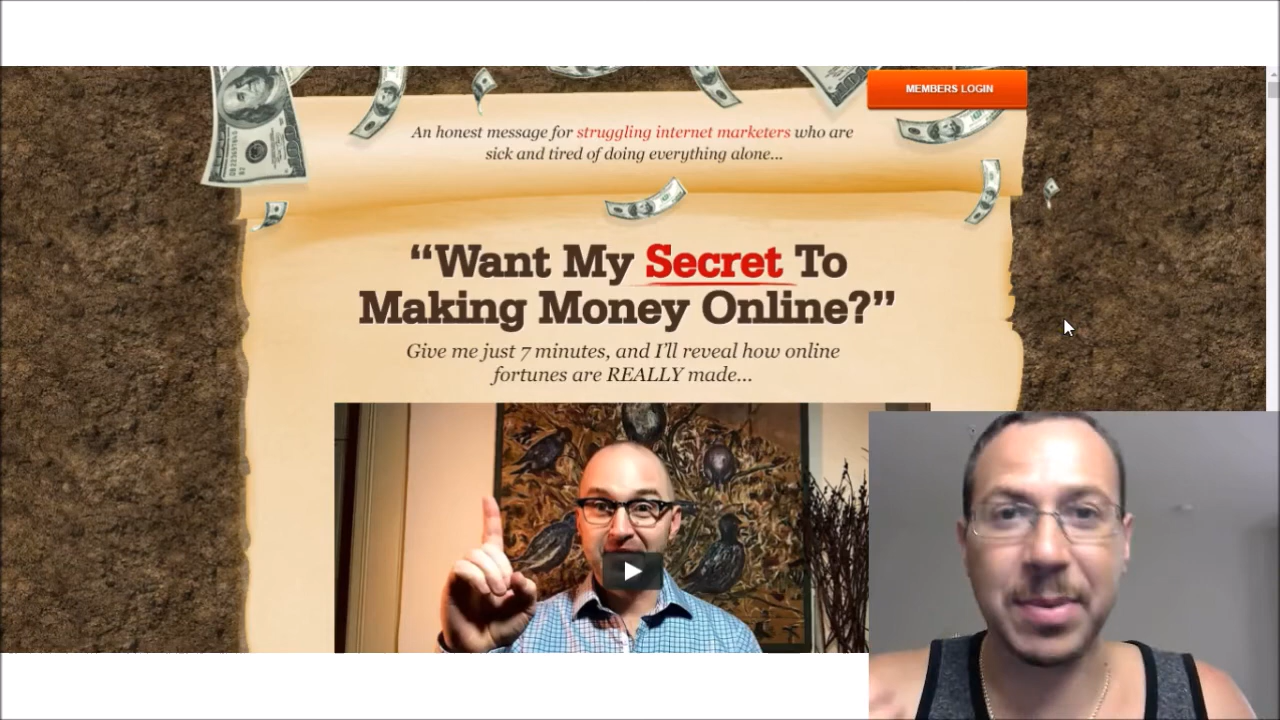 MEMBERS LOGIN
An honest message for struggling internet marketers who are
sick and tired of doing everything alone...
“Want My Secret To
Making Money Online?”
Give me just 7 minutes, and I'll reveal how online
fortunes are REALLY made...